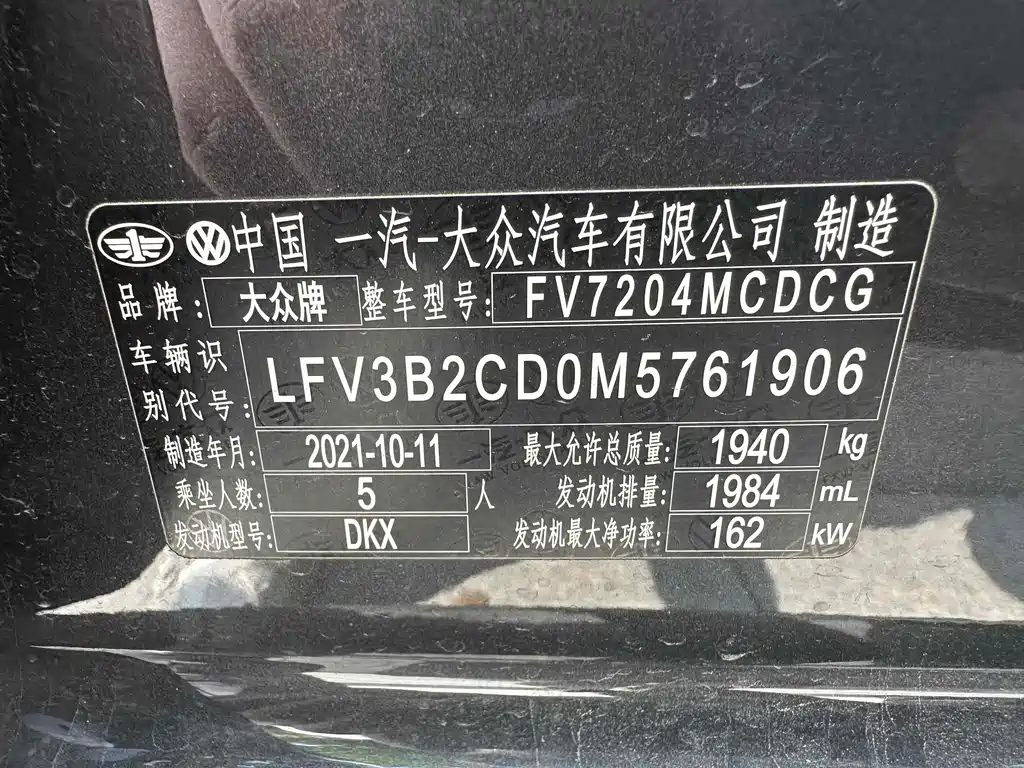 中国 一汽-大众汽车有限公司 制造
品牌: 大众牌 整车型号: FV7204MCDCG
车辆识
别代号: LFV3B2CD0M5761906
制造年月: 2021-10-11 最大允许总质量: 1940 kg
乘坐人数: 5 人 发动机排量: 1984 mL
发动机型号: DKX 发动机最大净功率: 162 kW